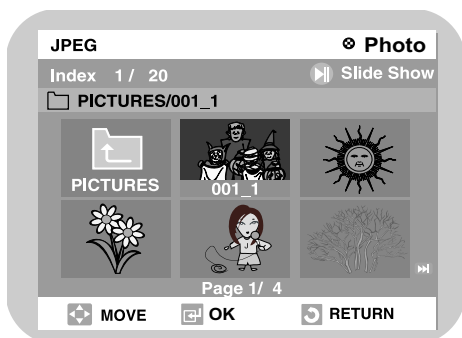 JPEG Photo
Index 1/ 20 Slide Show
PICTURES/001_1
PICTURES
001_1
Page 1/ 4
MOVE OK RETURN